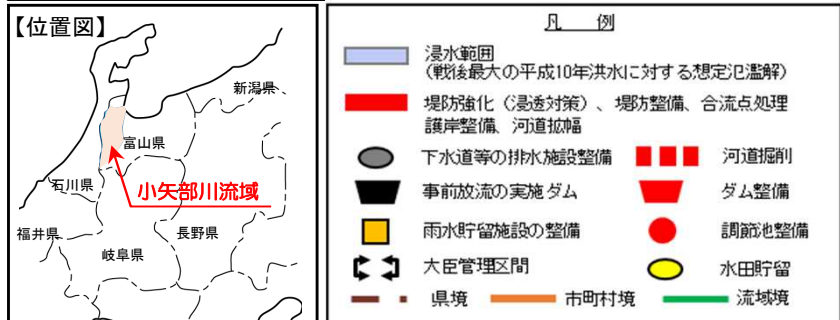 【位置図】
新潟県
富山県
石川県
小矢部川流域
福井県
長野県
岐阜県
凡　例
浸水範囲
（戦後最大の平成10年洪水に対する想定氾濫解）
堤防強化（浸透対策）、堤防整備、合流点処理
護岸整備、河道拡幅
下水道等の排水施設整備
河道掘削
事前放流の実施ダム
ダム整備
雨水貯留施設の整備
調節池整備
大臣管理区間
水田貯留
県境
市町村境
流域境